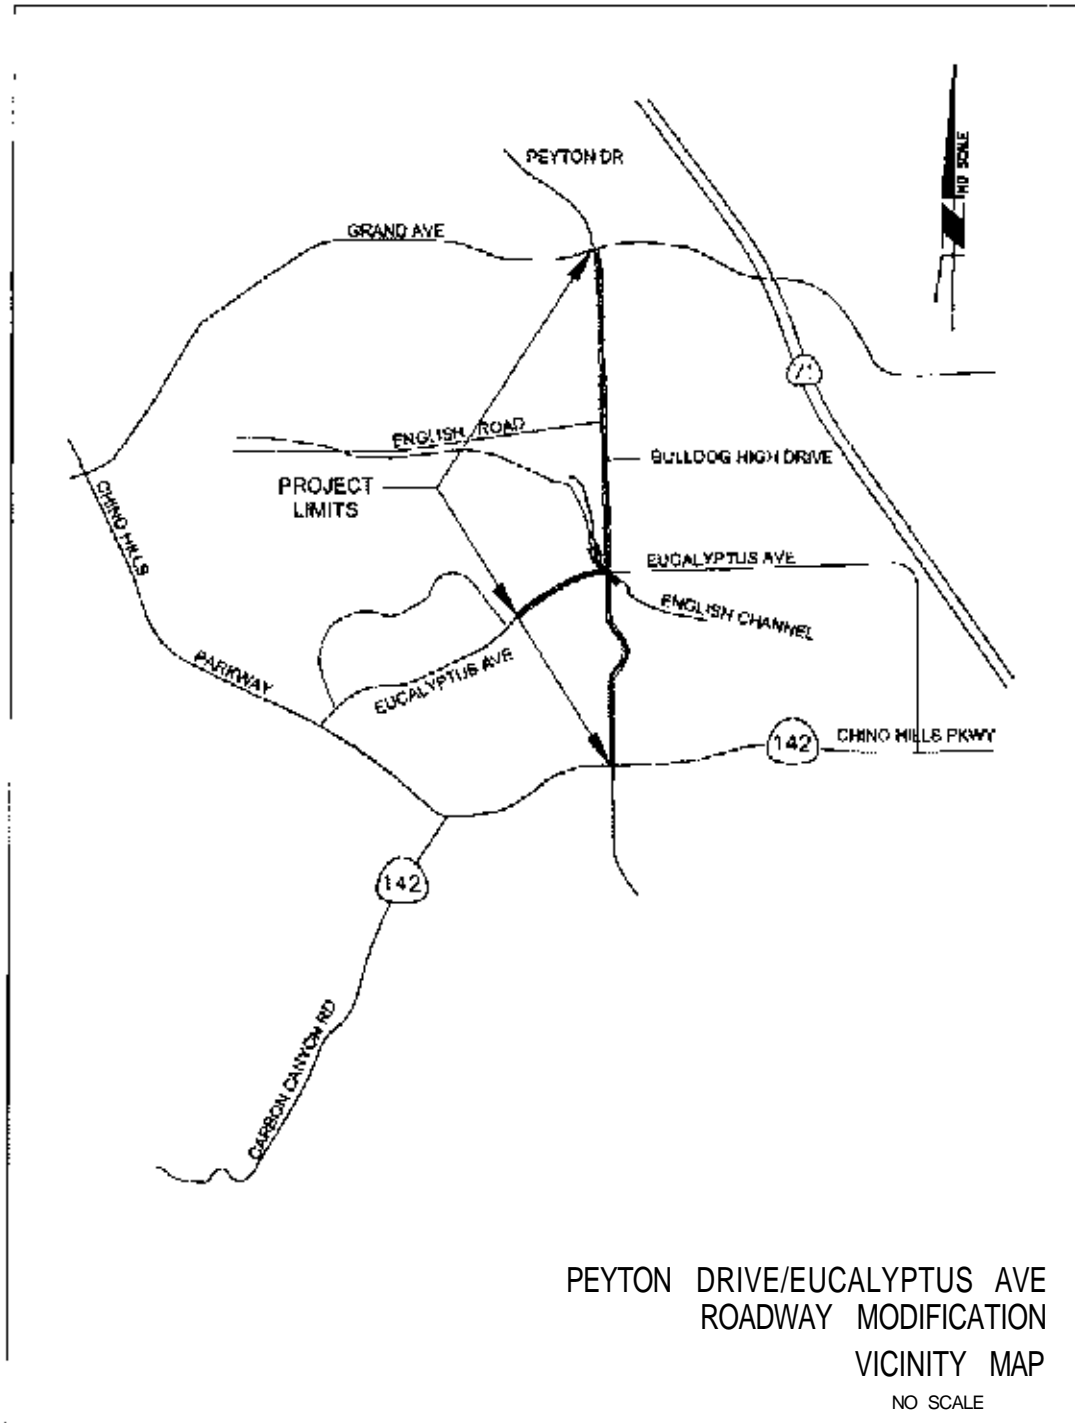 PEYTON DR
NO SCALE
GRAND AVE
71
ENGLISH ROAD
BULLDOG HIGH DRIVE
PROJECT
LIMITS
CHINO HILLS
EUCALYPTUS AVE
ENGLISH CHANNEL
PARKWAY
EUCALYPTUS AVE
142
CHINO HILLS PKWY
142
CARBON CANYON RD
PEYTON DRIVE/EUCALYPTUS AVE
ROADWAY MODIFICATION
VICINITY MAP
NO SCALE